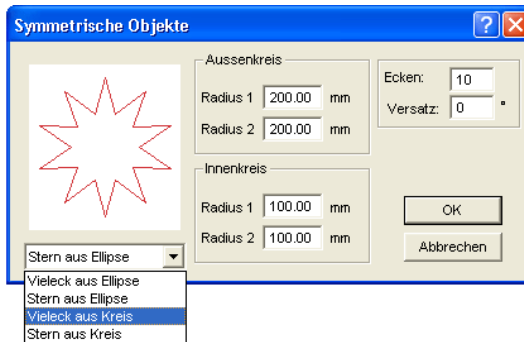 Symmetrische Objekte
Aussenkreis
Radius 1 200.00 mm
Radius 2 200.00 mm
Innenkreis
Radius 1 100.00 mm
Radius 2 100.00 mm
Ecken: 10
Versatz: 0 °
OK
Abbrechen
Stern aus Ellipse
Vieleck aus Ellipse
Stern aus Ellipse
Vieleck aus Kreis
Stern aus Kreis